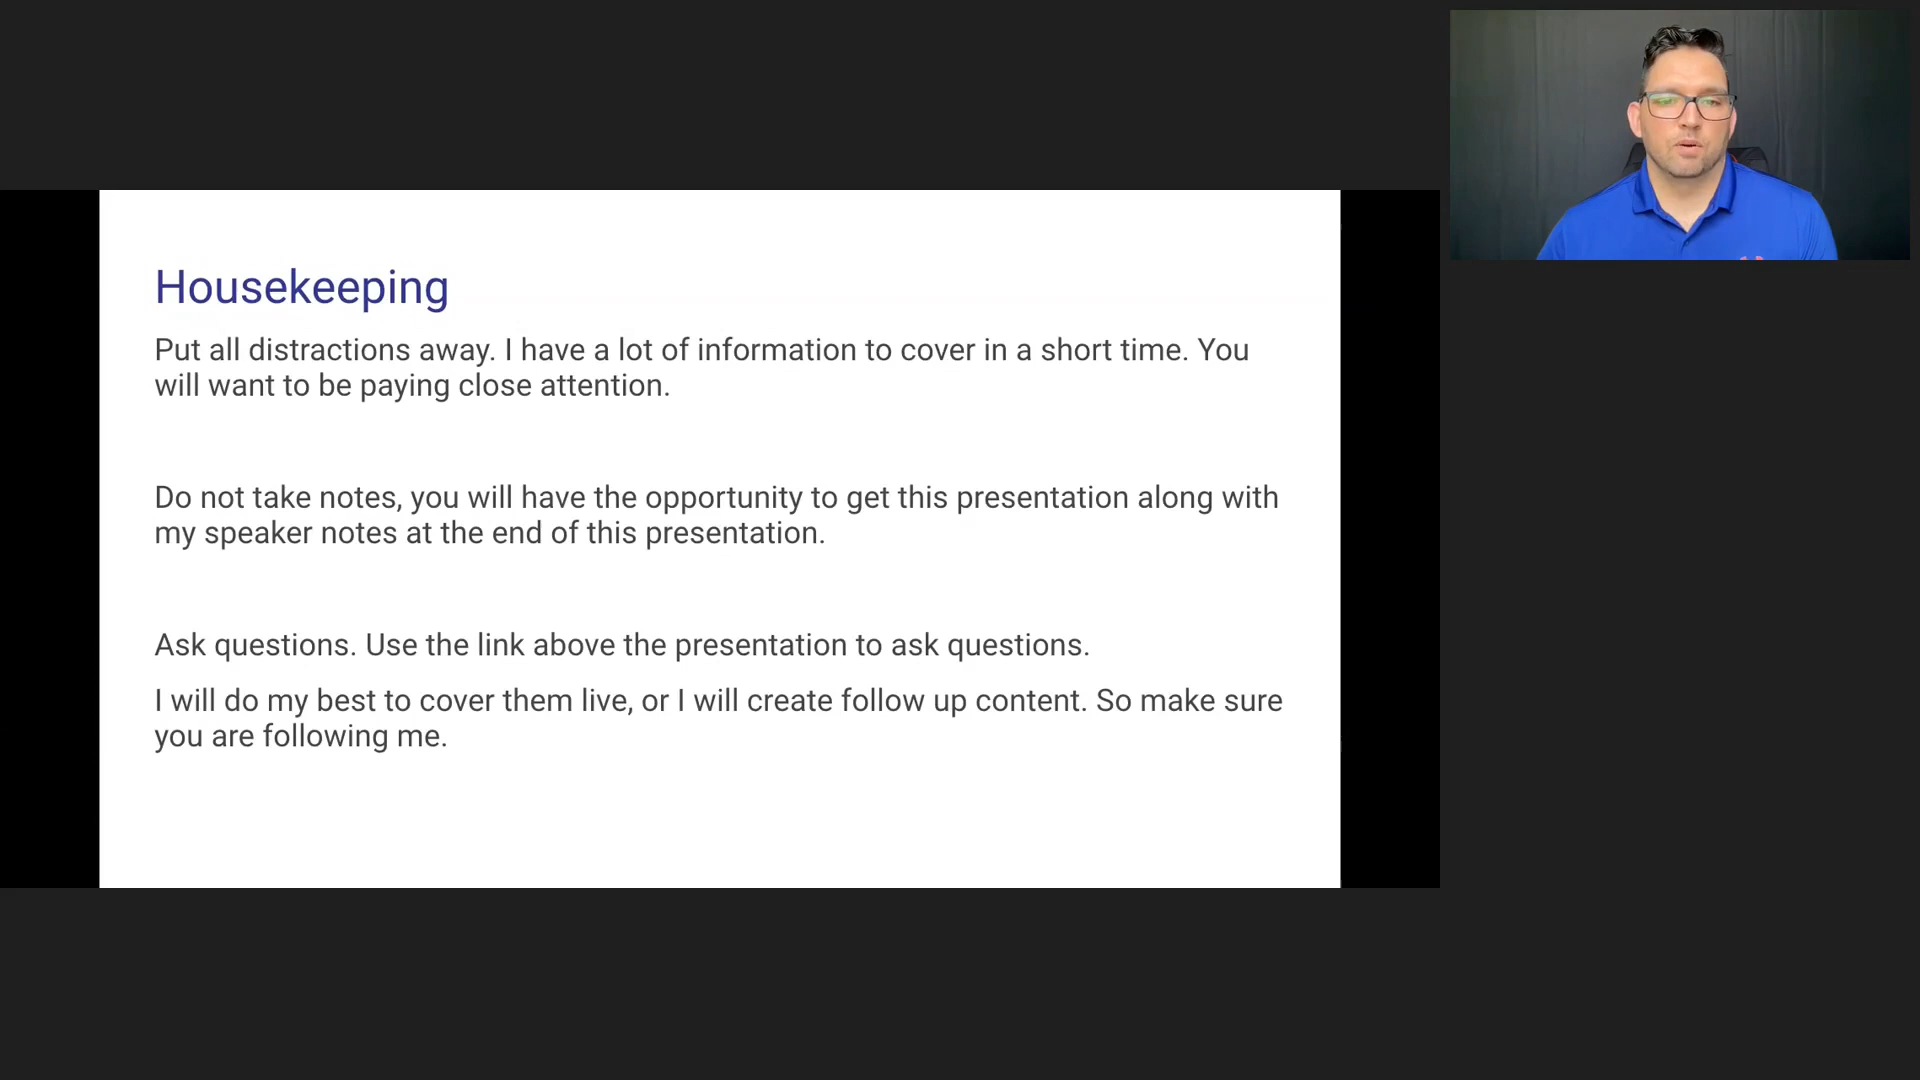 Housekeeping
Put all distractions away. I have a lot of information to cover in a short time. You
will want to be paying close attention.
Do not take notes, you will have the opportunity to get this presentation along with
my speaker notes at the end of this presentation.
Ask questions. Use the link above the presentation to ask questions.
I will do my best to cover them live, or I will create follow up content. So make sure
you are following me.